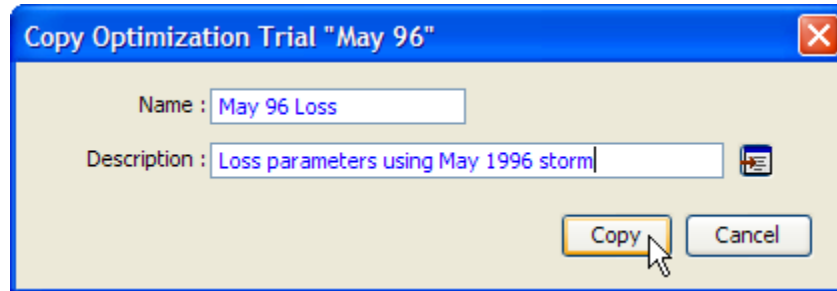 Copy Optimization Trial "May 96"
Name : May 96 Loss
Description : Loss parameters using May 1996 storm
Copy Cancel